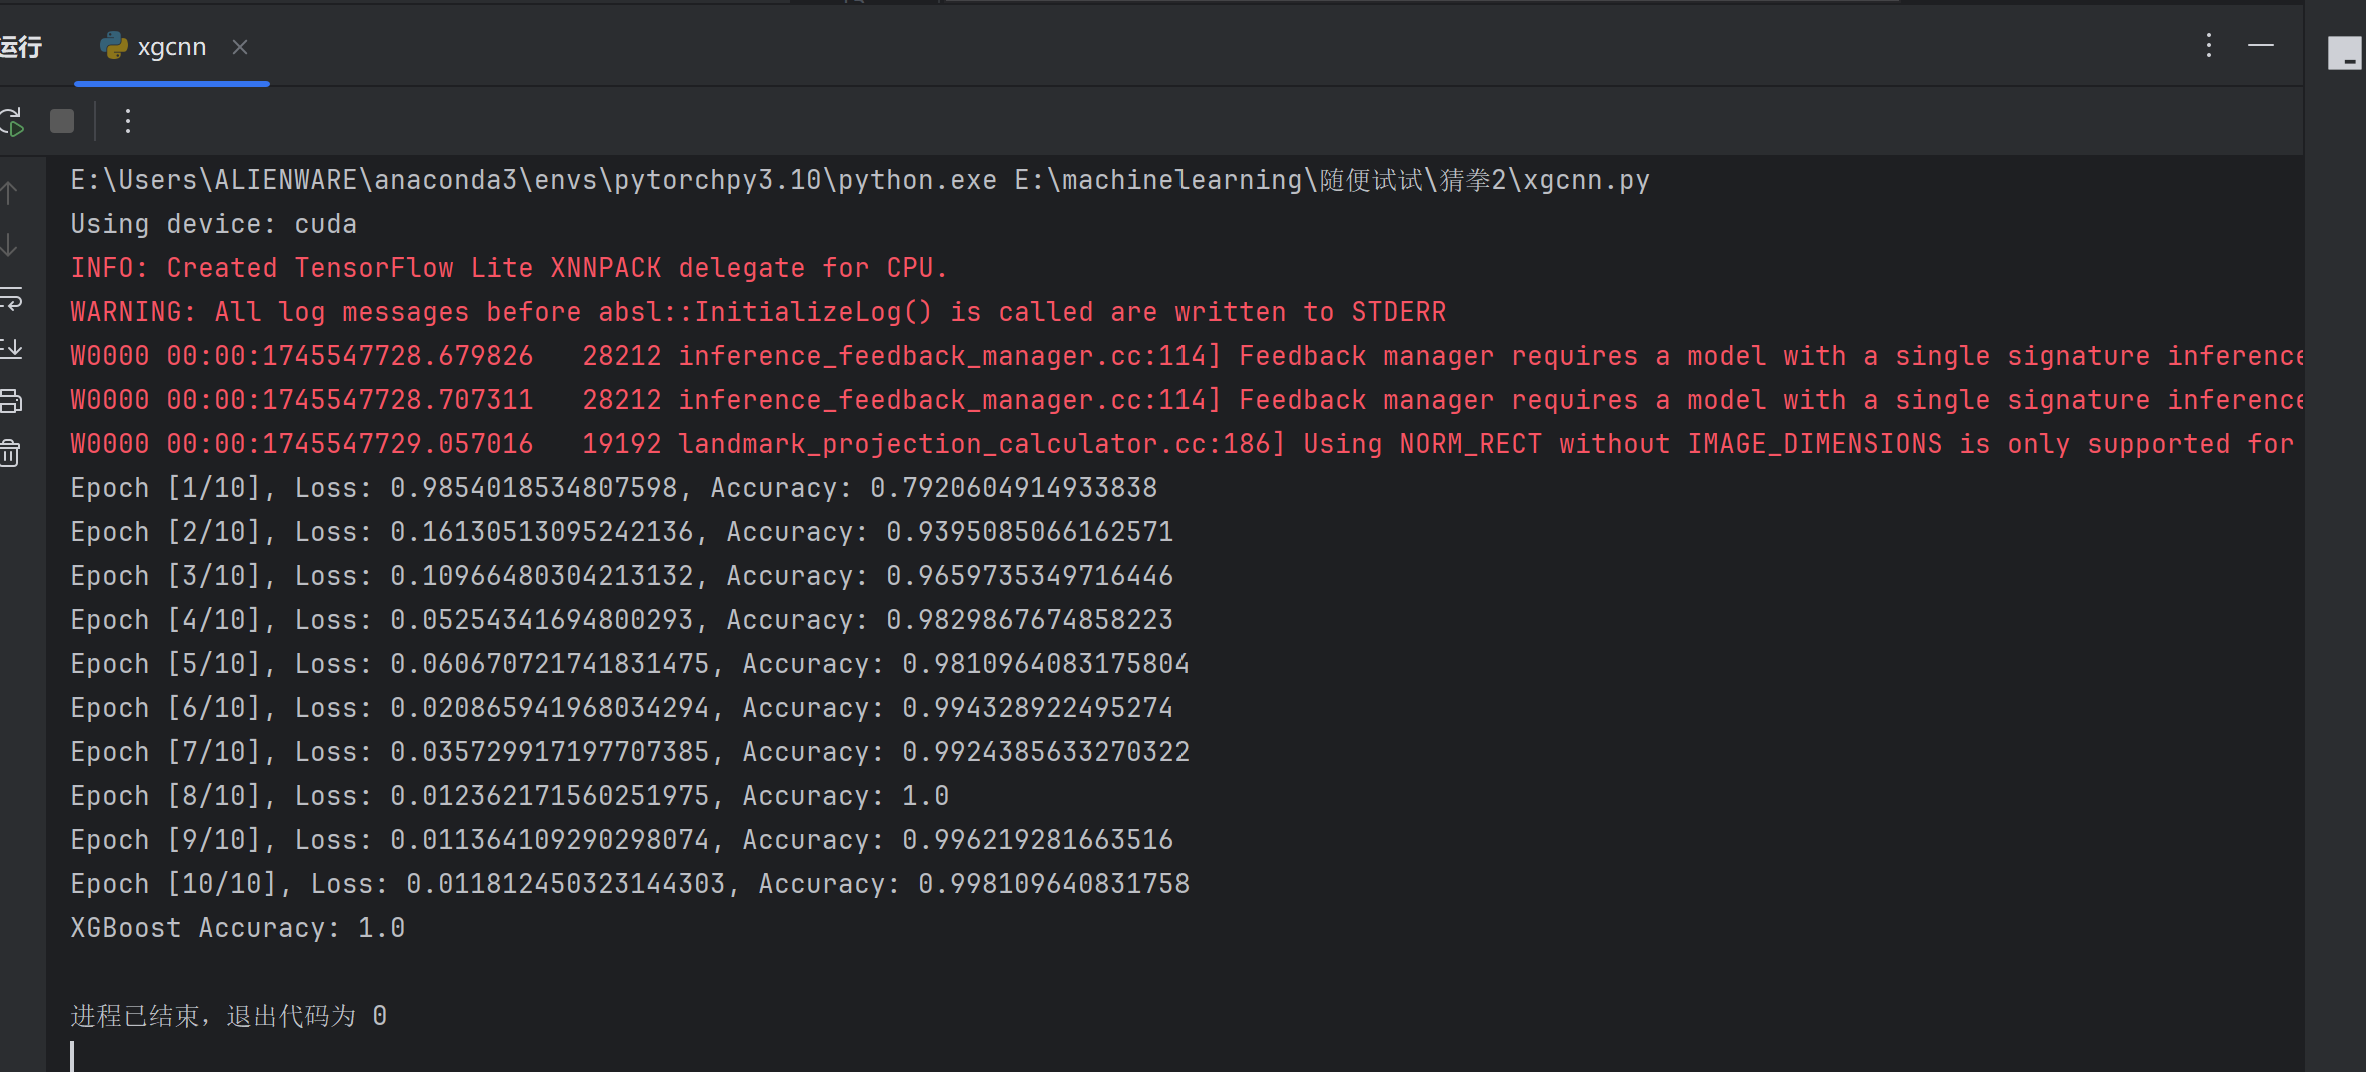 运行
xgcnn
E:\Users\ALIENWARE\anaconda3\envs\pytorchpy3.10\python.exe E:\machinelearning\随便试试\猜拳2\xgcnn.py
Using device: cuda
INFO: Created TensorFlow Lite XNNPACK delegate for CPU.
WARNING: All log messages before absl::InitializeLog() is called are written to STDERR
W0000 00:00:1745547728.679826   28212 inference_feedback_manager.cc:114] Feedback manager requires a model with a single signature inference
W0000 00:00:1745547728.707311   28212 inference_feedback_manager.cc:114] Feedback manager requires a model with a single signature inference
W0000 00:00:1745547729.057016   19192 landmark_projection_calculator.cc:186] Using NORM_RECT without IMAGE_DIMENSIONS is only supported for
Epoch [1/10], Loss: 0.9854018534807598, Accuracy: 0.7920604914933838
Epoch [2/10], Loss: 0.16130513095242136, Accuracy: 0.9395085066162571
Epoch [3/10], Loss: 0.10966480304213132, Accuracy: 0.9659735349716446
Epoch [4/10], Loss: 0.05254341694800293, Accuracy: 0.9829867674858223
Epoch [5/10], Loss: 0.060670721741831475, Accuracy: 0.9810964083175804
Epoch [6/10], Loss: 0.020865941968034294, Accuracy: 0.994328922495274
Epoch [7/10], Loss: 0.035729917197707385, Accuracy: 0.9924385633270322
Epoch [8/10], Loss: 0.012362171560251975, Accuracy: 1.0
Epoch [9/10], Loss: 0.011364109290298074, Accuracy: 0.996219281663516
Epoch [10/10], Loss: 0.011812450323144303, Accuracy: 0.998109640831758
XGBoost Accuracy: 1.0
进程已结束，退出代码为 0